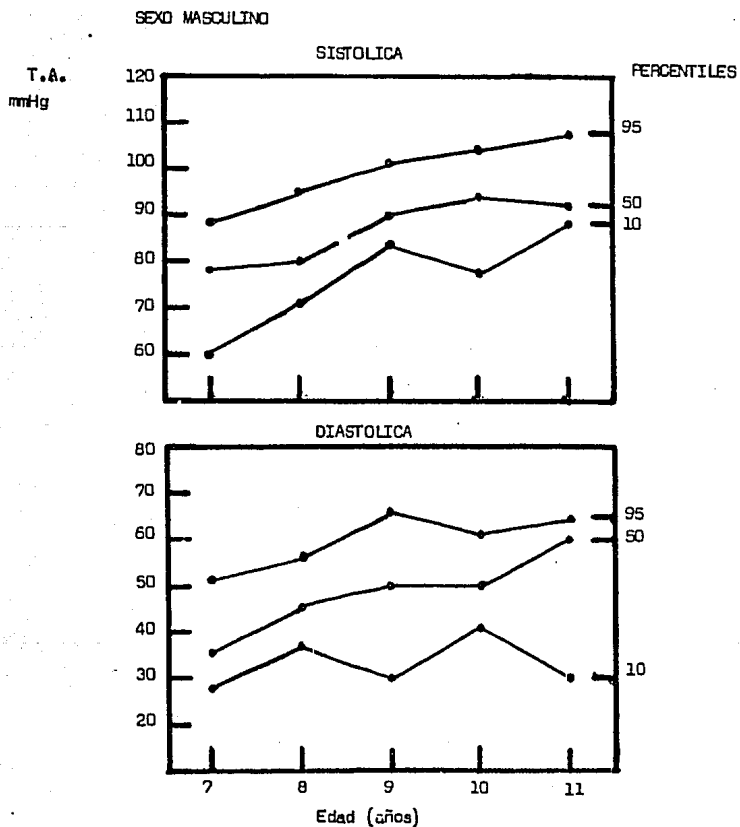 SEXO MASCULINO
SISTOLICA
T.A.
mmHg
PERCENTILES
120
110
100
90
80
70
60
95
50
10
DIASTOLICA
80
70
60
50
40
30
20
95
50
10
7 8 9 10 11
Edad (años)